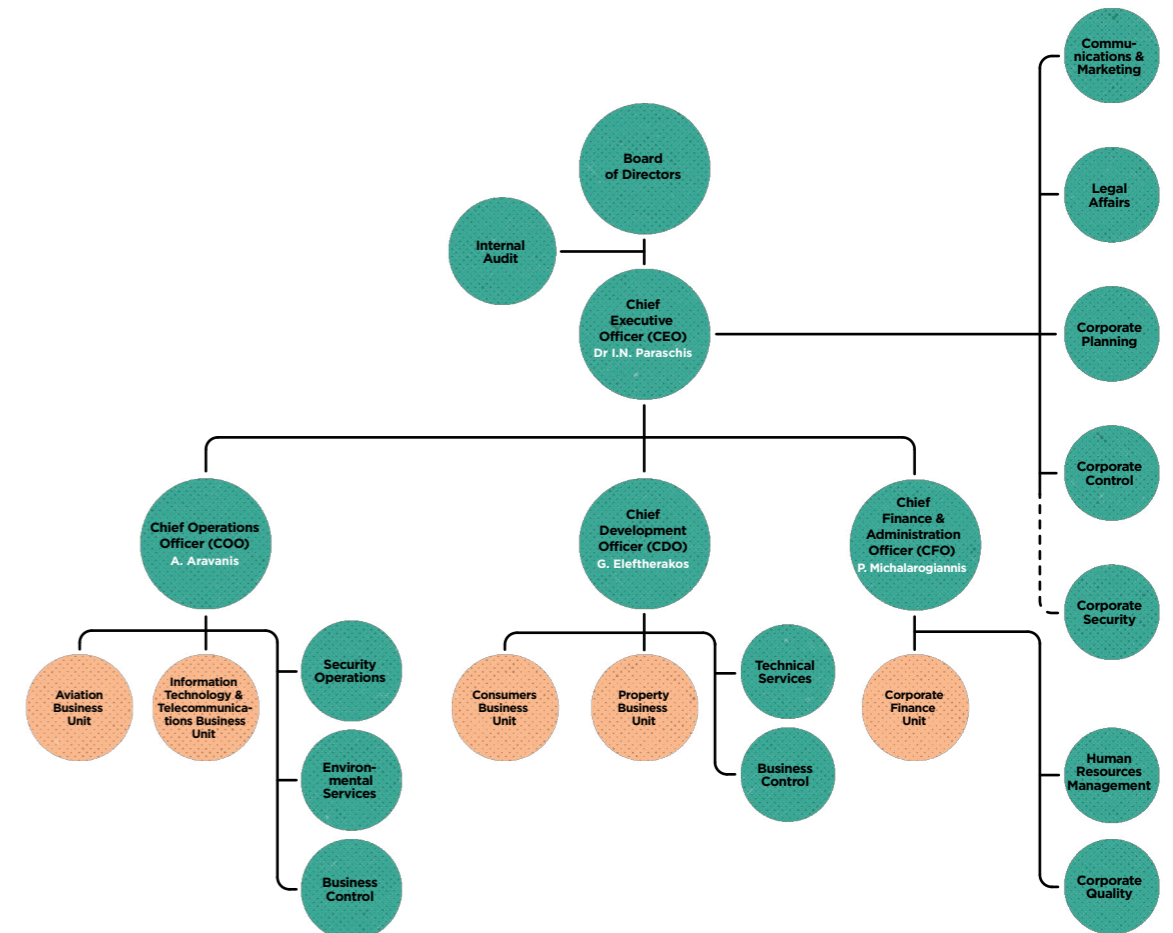 Commu-
nications &
Marketing
Board
of Directors
Legal
Affairs
Internal
Audit
Chief
Executive
Officer (CEO)
Dr I.N. Paraschis
Corporate
Planning
Corporate
Control
Chief Operations
Officer (COO)
A. Aravanis
Chief
Development
Officer (CDO)
G. Eleftherakos
Chief
Finance &
Administration
Officer (CFO)
P. Michalarogiannis
Corporate
Security
Aviation
Business
Unit
Information
Technology &
Telecommunica-
tions Business
Unit
Security
Operations
Consumers
Business
Unit
Property
Business
Unit
Technical
Services
Corporate
Finance
Unit
Environ-
mental
Services
Business
Control
Human
Resources
Management
Business
Control
Corporate
Quality